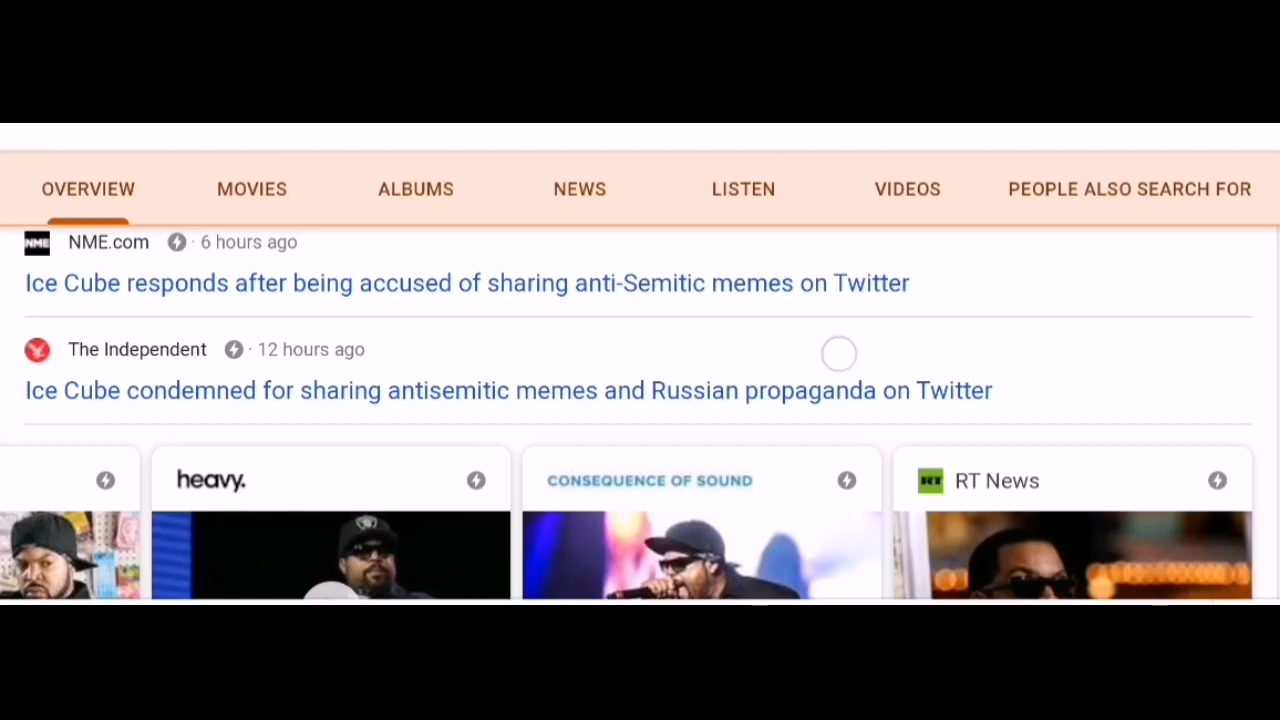 OVERVIEW MOVIES ALBUMS NEWS LISTEN VIDEOS PEOPLE ALSO SEARCH FOR
NME NME.com · 6 hours ago
Ice Cube responds after being accused of sharing anti-Semitic memes on Twitter
The Independent · 12 hours ago
Ice Cube condemned for sharing antisemitic memes and Russian propaganda on Twitter
heavy. CONSEQUENCE OF SOUND RT RT News